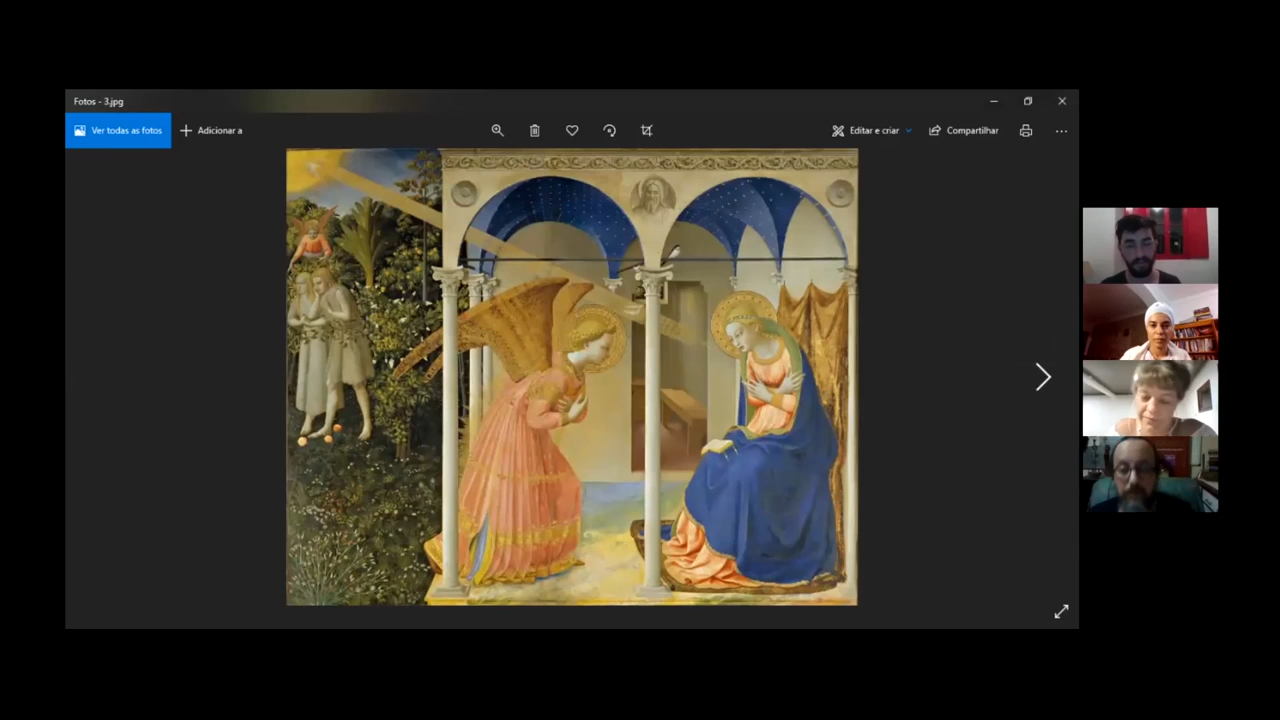 Fotos - 3.jpg
Ver todas as fotos
Adicionar a
Editar e criar
Compartilhar